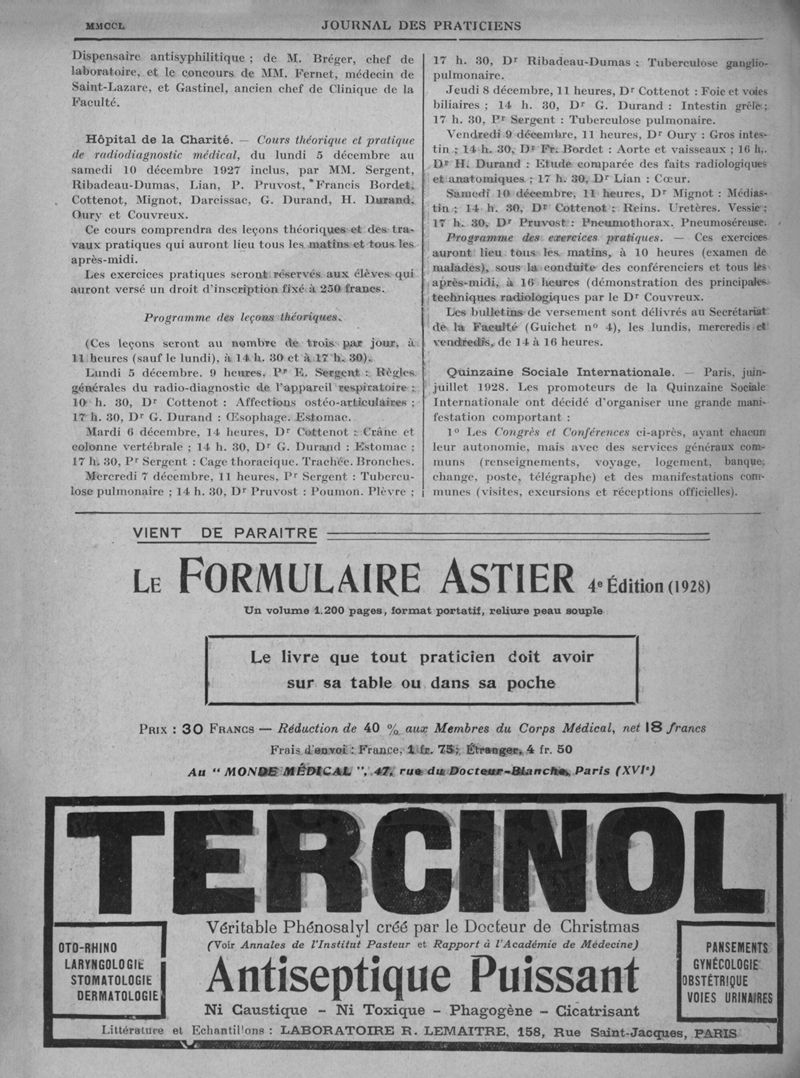 MMCCL
JOURNAL DES PRATICIENS
Dispensaire antisyphilitique ; de M. Bréger, chef de
laboratoire, et le concours de MM. Fernet, médecin de
Saint-Lazare, et Gastinel, ancien chef de Clinique de la
Faculté.
Hôpital de la Charité. — Cours théorique et pratique
de radiodiagnostic médical, du lundi 5 décembre au
samedi 10 décembre 1927 inclus, par MM. Sergent,
Ribadeau-Dumas, Lian, P. Pruvost, Francis Bordet,
Cottenot, Mignot, Darcissac, G. Durand, H. Durand,
Oury et Couvreux.
Ce cours comprendra des leçons théoriques et des tra-
vaux pratiques qui auront lieu tous les matins et tous les
après-midi.
Les exercices pratiques seront réservés aux élèves qui
auront versé un droit d'inscription fixé à 250 francs.
Programme des leçons théoriques.
(Ces leçons seront au nombre de trois par jour, à
11 heures (sauf le lundi), à 14 h. 30 et à 17 h. 30).
Lundi 5 décembre, 9 heures, Pr E. Sergent : Règles
générales du radio-diagnostic de l'appareil respiratoire ;
10 h. 30, Dr Cottenot : Affections ostéo-articulaires ;
17 h. 30, Dr G. Durand : Œsophage. Estomac.
Mardi 6 décembre, 14 heures, Dr Cottenot : Crâne et
colonne vertébrale ; 14 h. 30, Dr G. Durand : Estomac ;
17 h. 30, Pr Sergent : Cage thoracique. Trachée. Bronches.
Mercredi 7 décembre, 11 heures, Pr Sergent : Tubercu-
lose pulmonaire ; 14 h. 30, Dr Pruvost : Poumon. Plèvre ;
17 h. 30, Dr Ribadeau-Dumas : Tuberculose ganglio-
pulmonaire.
Jeudi 8 décembre, 11 heures, Dr Cottenot : Foie et voies
biliaires ; 14 h. 30, Dr G. Durand : Intestin grêle ;
17 h. 30, Pr Sergent : Tuberculose pulmonaire.
Vendredi 9 décembre, 11 heures, Dr Oury : Gros intes-
tin ; 14 h. 30, Dr Fr. Bordet : Aorte et vaisseaux ; 16 h.
Dr H. Durand : Etude comparée des faits radiologiques
et anatomiques ; 17 h. 30, Dr Lian : Cœur.
Samedi 10 décembre, 11 heures, Dr Mignot : Médias-
tin ; 14 h. 30, Dr Cottenot : Reins. Uretères. Vessie ;
17 h. 30, Dr Pruvost : Pneumothorax. Pneumoséreuse.
Programme des exercices pratiques. — Ces exercices
auront lieu tous les matins, à 10 heures (examen de
malades), sous la conduite des conférenciers et tous les
après-midi, à 16 heures (démonstration des principales
techniques radiologiques par le Dr Couvreux.
Les bulletins de versement sont délivrés au Secrétariat
de la Faculté (Guichet no 4), les lundis, mercredis et
vendredis, de 14 à 16 heures.
Quinzaine Sociale Internationale. — Paris, juin-
juillet 1928. Les promoteurs de la Quinzaine Sociale
Internationale ont décidé d'organiser une grande mani-
festation comportant :
1o Les Congrès et Conférences ci-après, ayant chacun
leur autonomie, mais avec des services généraux com-
muns (renseignements, voyage, logement, banque,
change, poste, télégraphe) et des manifestations com-
munes (visites, excursions et réceptions officielles).
VIENT DE PARAITRE
LE FORMULAIRE ASTIER 4e Édition (1928)
Un volume 1.200 pages, format portatif, reliure peau souple
Le livre que tout praticien doit avoir
sur sa table ou dans sa poche
PRIX : 30 FRANCS — Réduction de 40 % aux Membres du Corps Médical, net 18 francs
Frais d'envoi : France, 1 fr. 75; Étranger, 4 fr. 50
Au “ MONDE MÉDICAL ”, 47, rue du Docteur-Blanche, Paris (XVIe)
TERCINOL
Véritable Phénosalyl créé par le Docteur de Christmas
(Voir Annales de l'Institut Pasteur et Rapport à l'Académie de Médecine)
OTO-RHINO
LARYNGOLOGIE
STOMATOLOGIE
DERMATOLOGIE
Antiseptique Puissant
PANSEMENTS
GYNÉCOLOGIE
OBSTÉTRIQUE
VOIES URINAIRES
Ni Caustique - Ni Toxique - Phagogène - Cicatrisant
Littérature et Echantillons : LABORATOIRE R. LEMAITRE, 158, Rue Saint-Jacques, PARIS